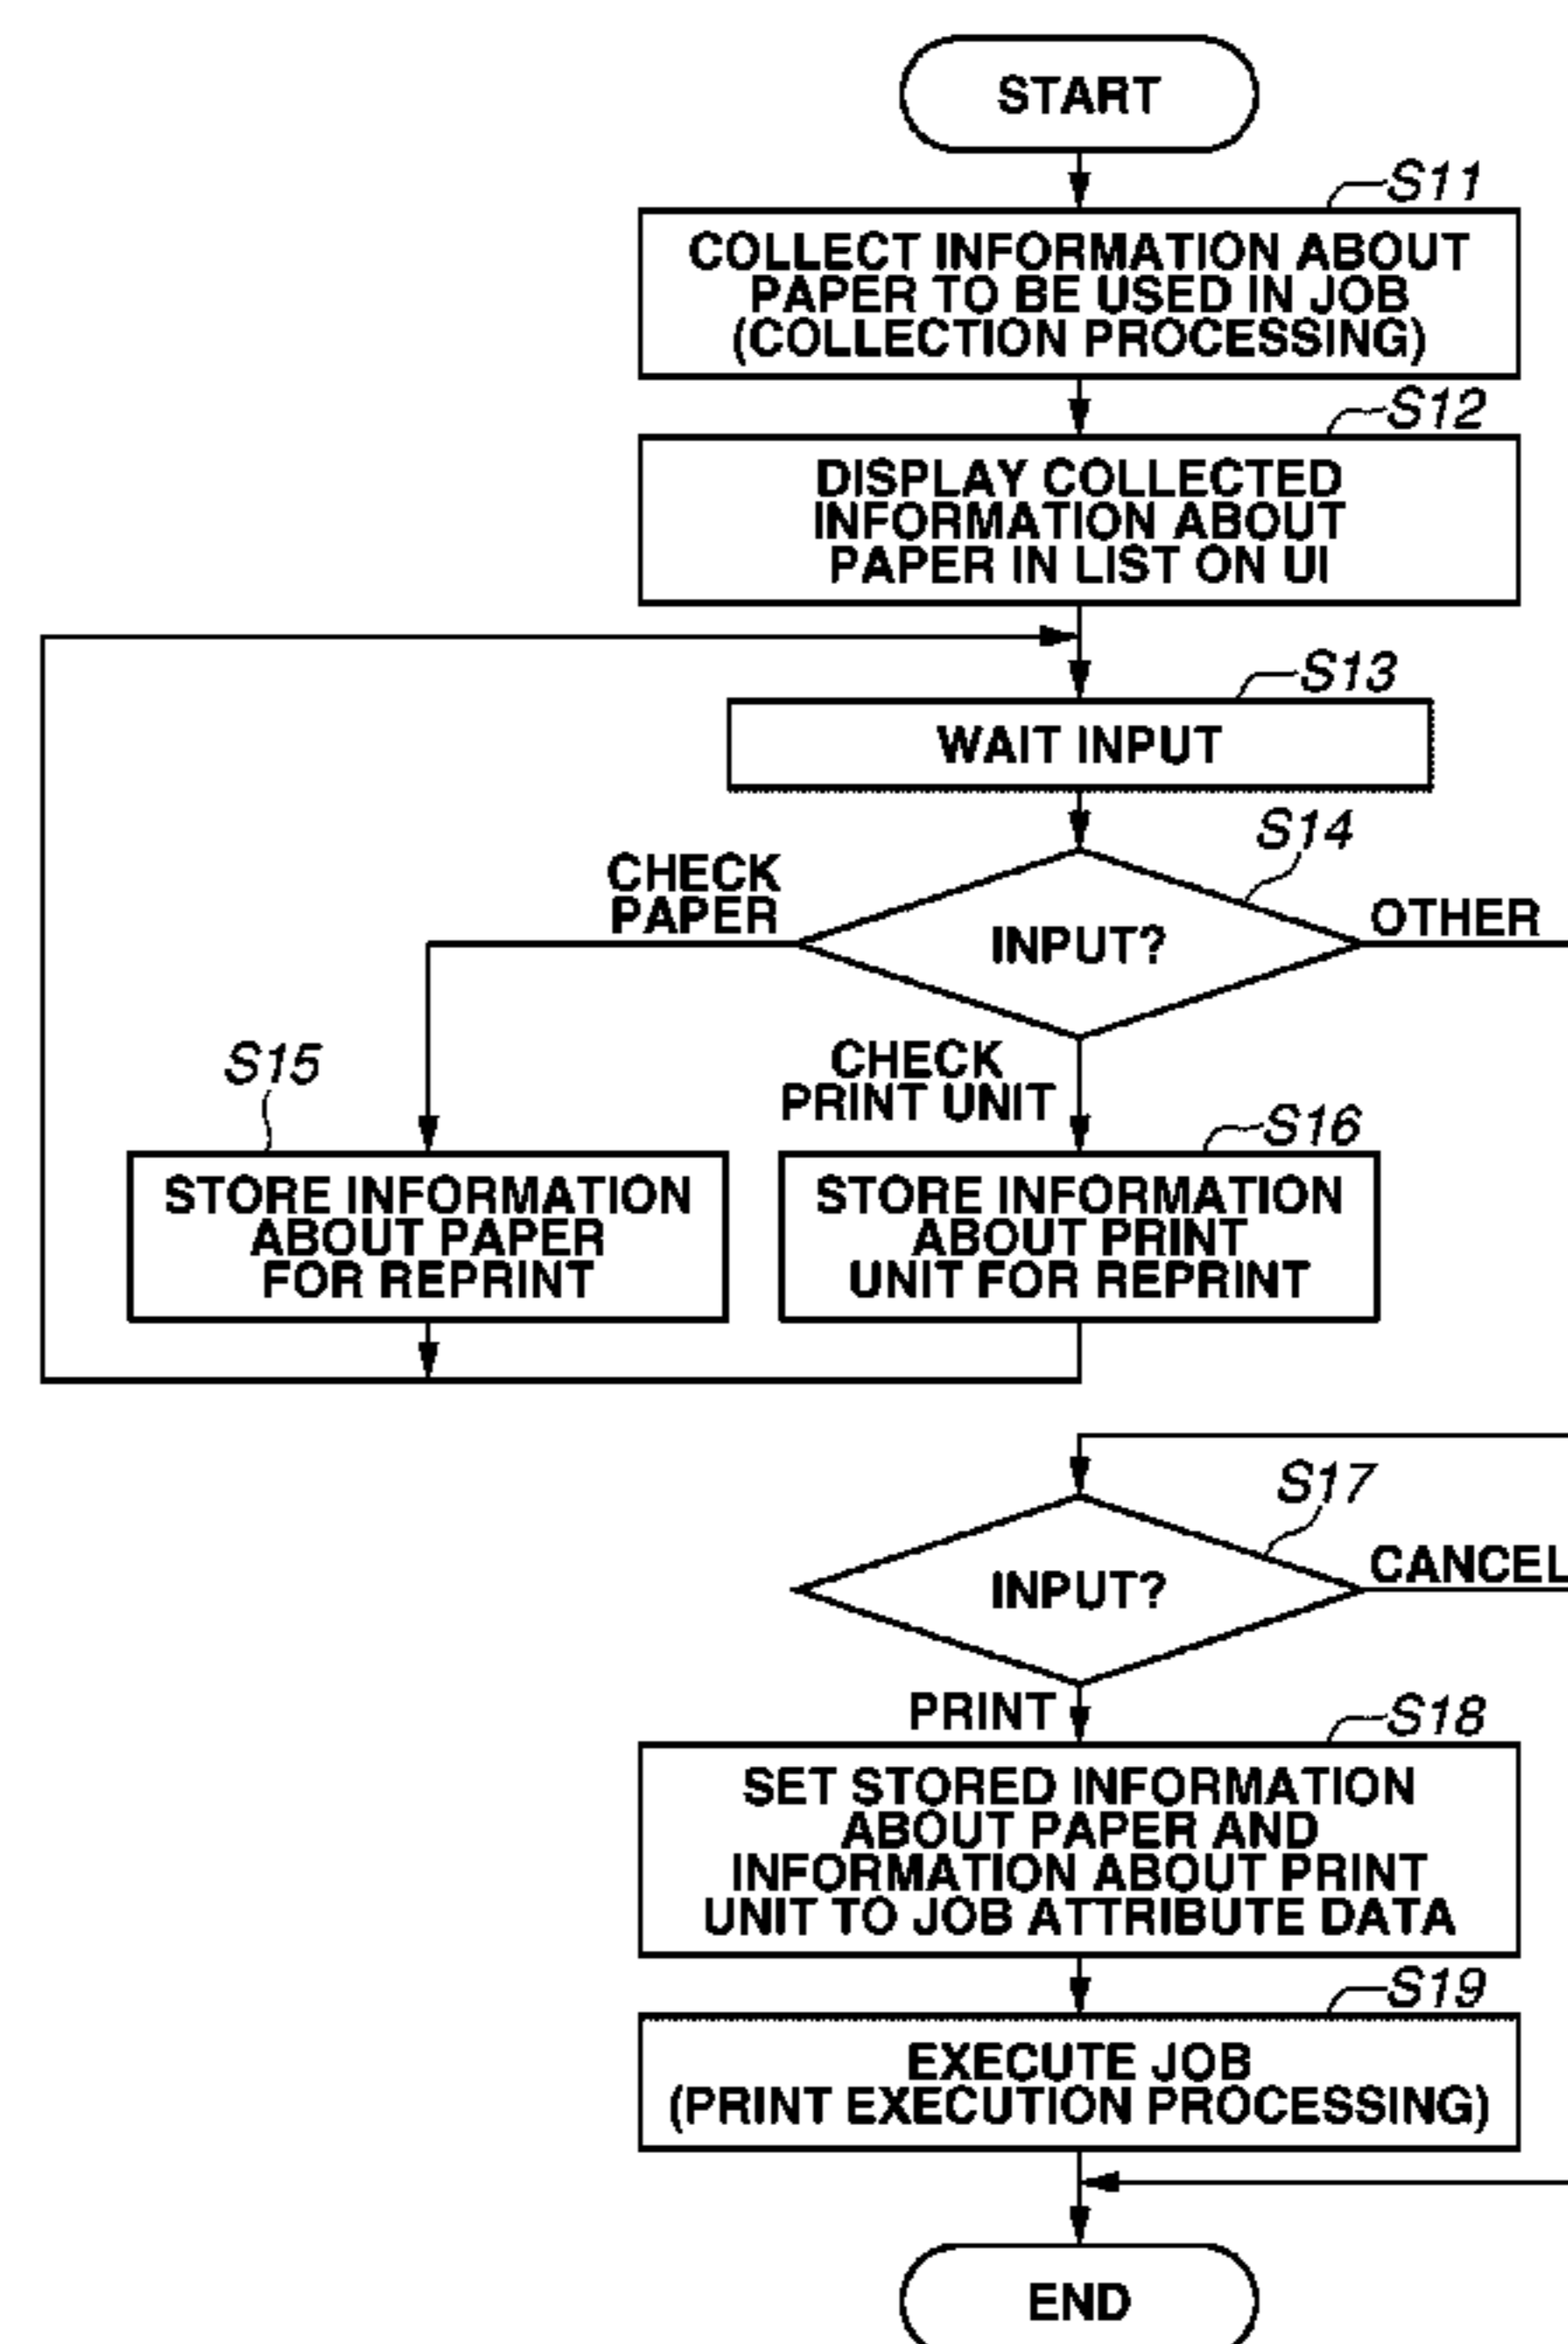 START
S11
COLLECT INFORMATION ABOUT
PAPER TO BE USED IN JOB
(COLLECTION PROCESSING)
S12
DISPLAY COLLECTED
INFORMATION ABOUT
PAPER IN LIST ON UI
S13
WAIT INPUT
S14
CHECK
PAPER
INPUT?
OTHER
CHECK
PRINT UNIT
S15
STORE INFORMATION
ABOUT PAPER
FOR REPRINT
S16
STORE INFORMATION
ABOUT PRINT
UNIT FOR REPRINT
S17
INPUT?
CANCEL
PRINT
S18
SET STORED INFORMATION
ABOUT PAPER AND
INFORMATION ABOUT PRINT
UNIT TO JOB ATTRIBUTE DATA
S19
EXECUTE JOB
(PRINT EXECUTION PROCESSING)
END